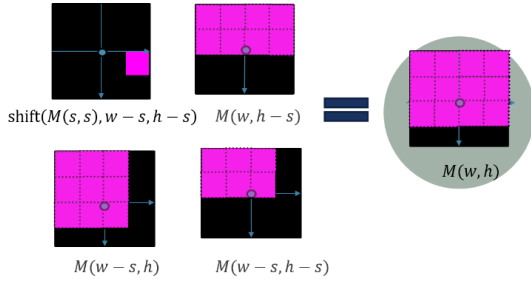 shift(M(s, s), w − s, h − s)
M(w, h − s)
M(w, h)
M(w − s, h)
M(w − s, h − s)